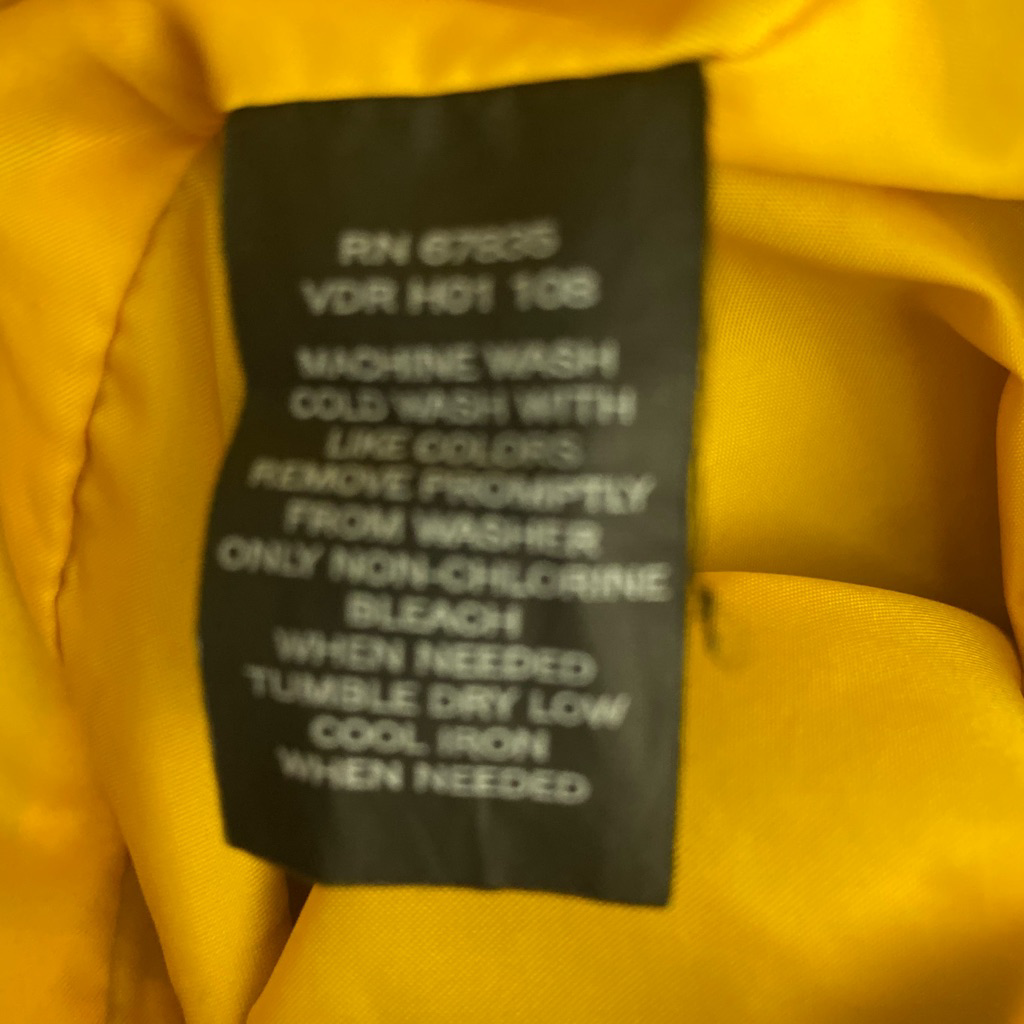 RN 67835
VDR H01 108
MACHINE WASH
COLD WASH WITH
LIKE COLORS
REMOVE PROMPTLY
FROM WASHER
ONLY NON-CHLORINE
BLEACH
WHEN NEEDED
TUMBLE DRY LOW
COOL IRON
WHEN NEEDED